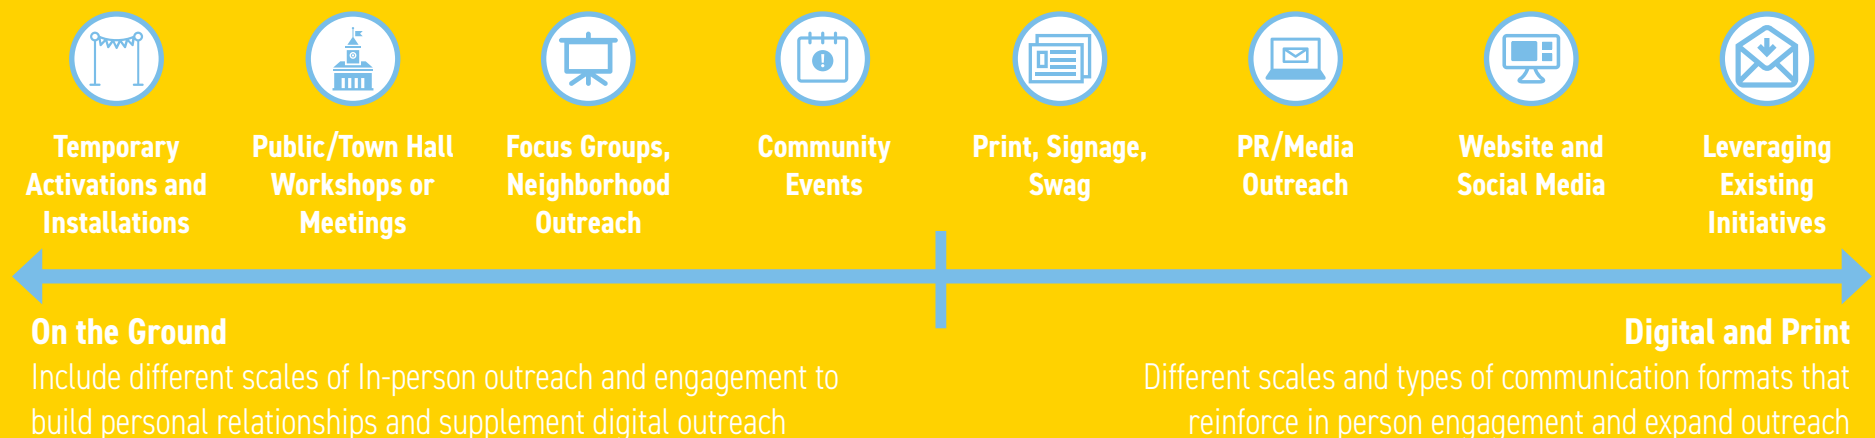 Temporary
Activations and
Installations
Public/Town Hall
Workshops or
Meetings
Focus Groups,
Neighborhood
Outreach
Community
Events
Print, Signage,
Swag
PR/Media
Outreach
Website and
Social Media
Leveraging
Existing
Initiatives
On the Ground
Include different scales of In-person outreach and engagement to
build personal relationships and supplement digital outreach
Digital and Print
Different scales and types of communication formats that
reinforce in person engagement and expand outreach